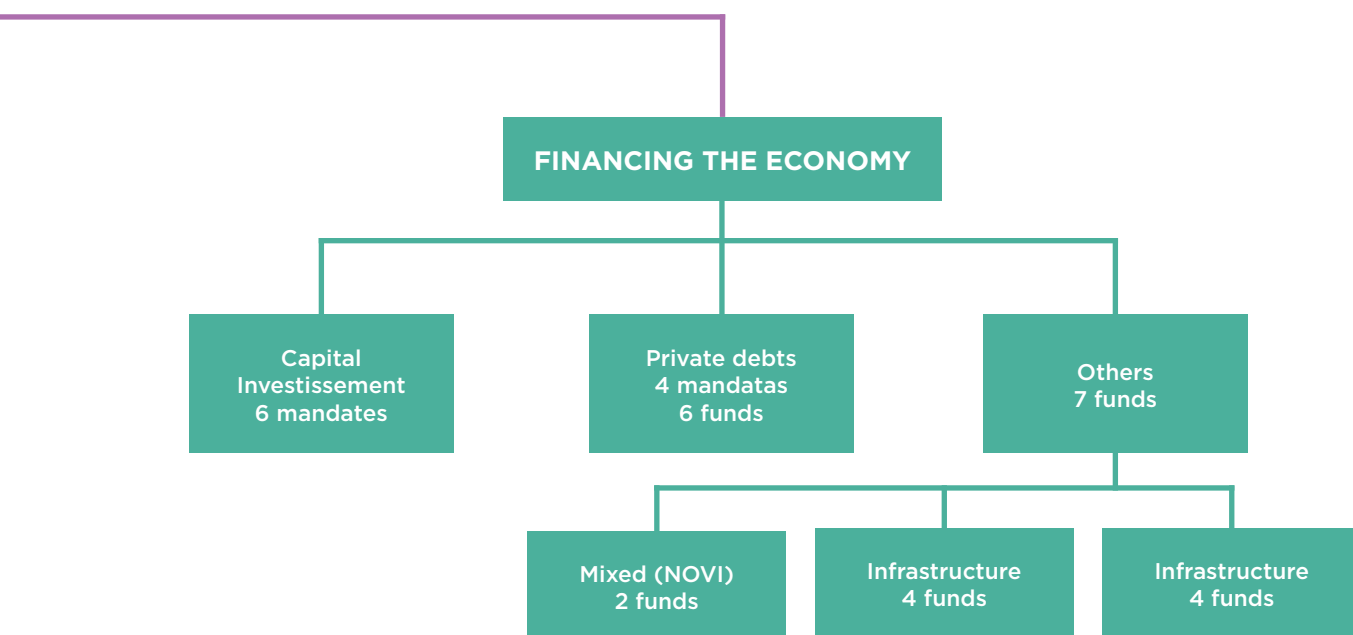 FINANCING THE ECONOMY
Capital
Investissement
6 mandates
Private debts
4 mandatas
6 funds
Others
7 funds
Mixed (NOVI)
2 funds
Infrastructure
4 funds
Infrastructure
4 funds